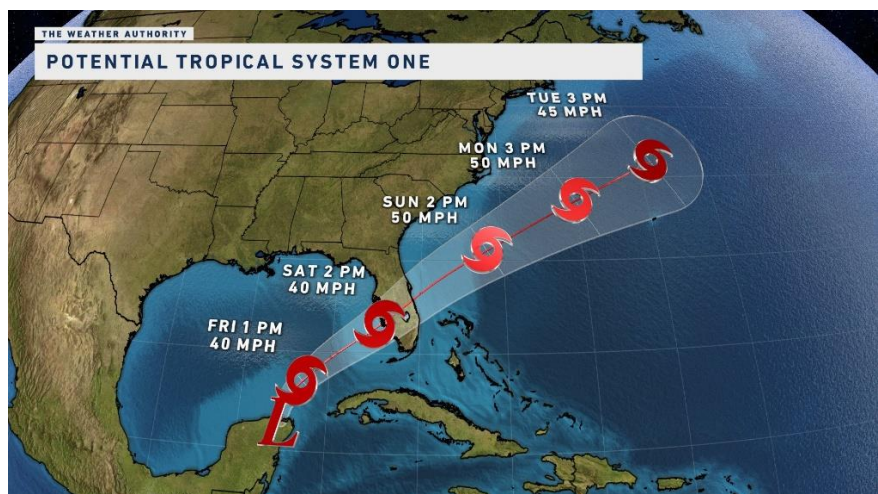 THE WEATHER AUTHORITY
POTENTIAL TROPICAL SYSTEM ONE
TUE 3 PM
45 MPH
MON 3 PM
50 MPH
SUN 2 PM
50 MPH
SAT 2 PM
40 MPH
FRI 1 PM
40 MPH
L